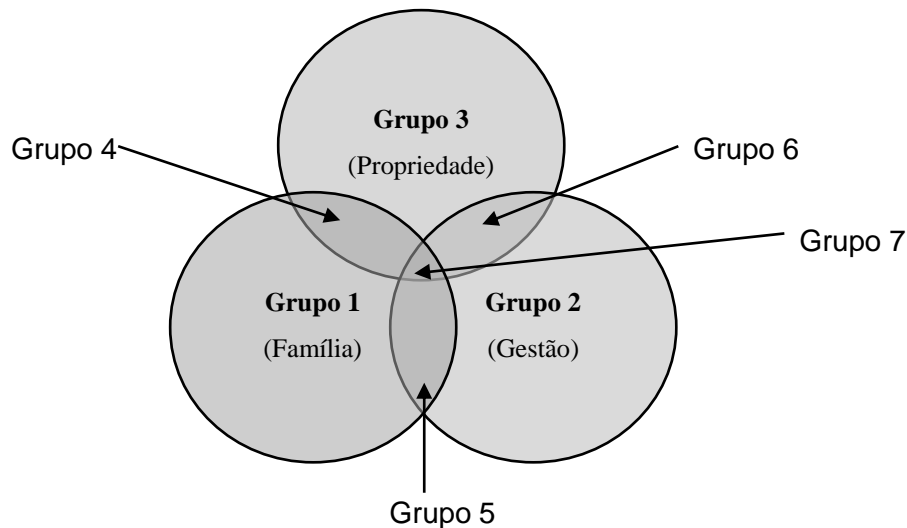 Grupo 3
(Propriedade)
Grupo 4
Grupo 6
Grupo 7
Grupo 1
(Família)
Grupo 2
(Gestão)
Grupo 5